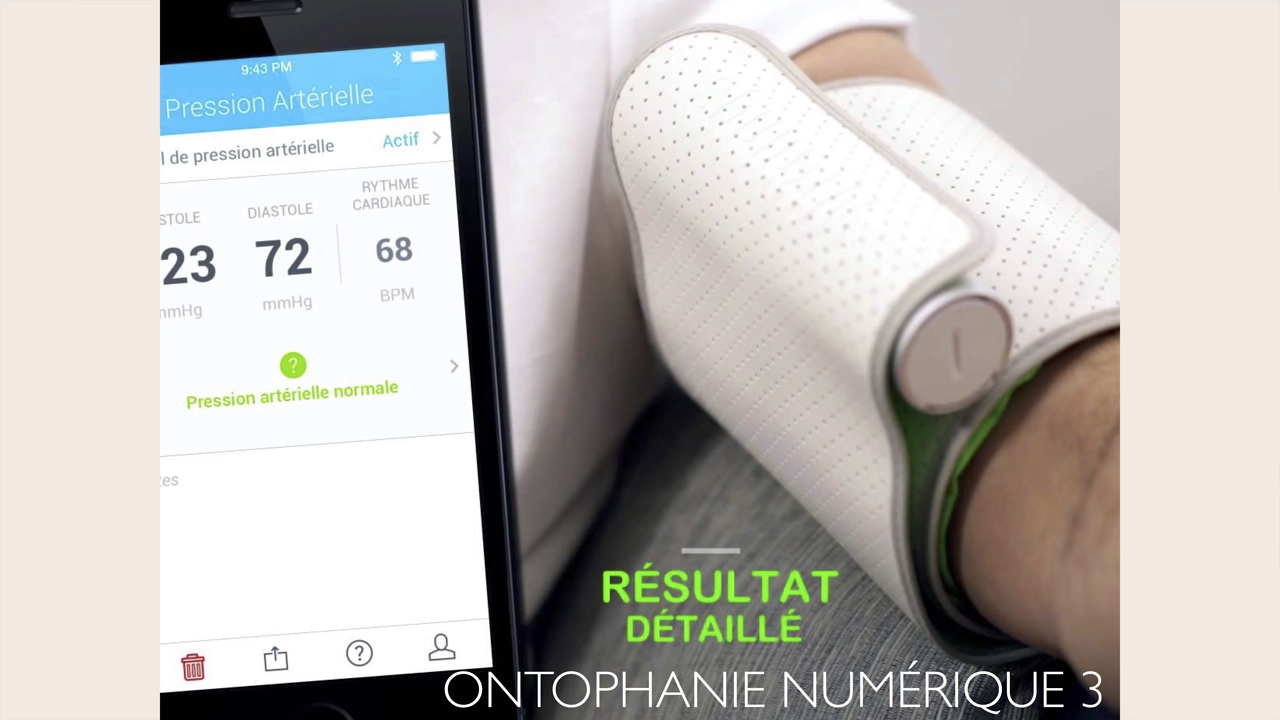 9:43 PM
Pression Artérielle
l de pression artérielle
Actif
STOLE
DIASTOLE
RYTHME
CARDIAQUE
23
72
68
mmHg
mmHg
BPM
?
Pression artérielle normale
es
?
RÉSULTAT
DÉTAILLÉ
ONTOPHANIE NUMÉRIQUE 3